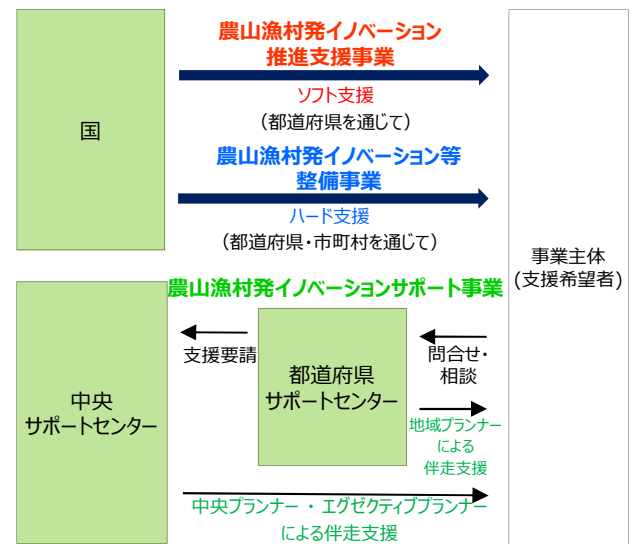 農山漁村発イノベーション
推進支援事業
ソフト支援
（都道府県を通じて）
国
農山漁村発イノベーション等
整備事業
ハード支援
（都道府県・市町村を通じて）
事業主体
(支援希望者)
農山漁村発イノベーションサポート事業
支援要請
問合せ・
相談
都道府県
サポートセンター
中央
サポートセンター
地域プランナー
による
伴走支援
中央プランナー ・ エグゼクティブプランナー
による伴走支援